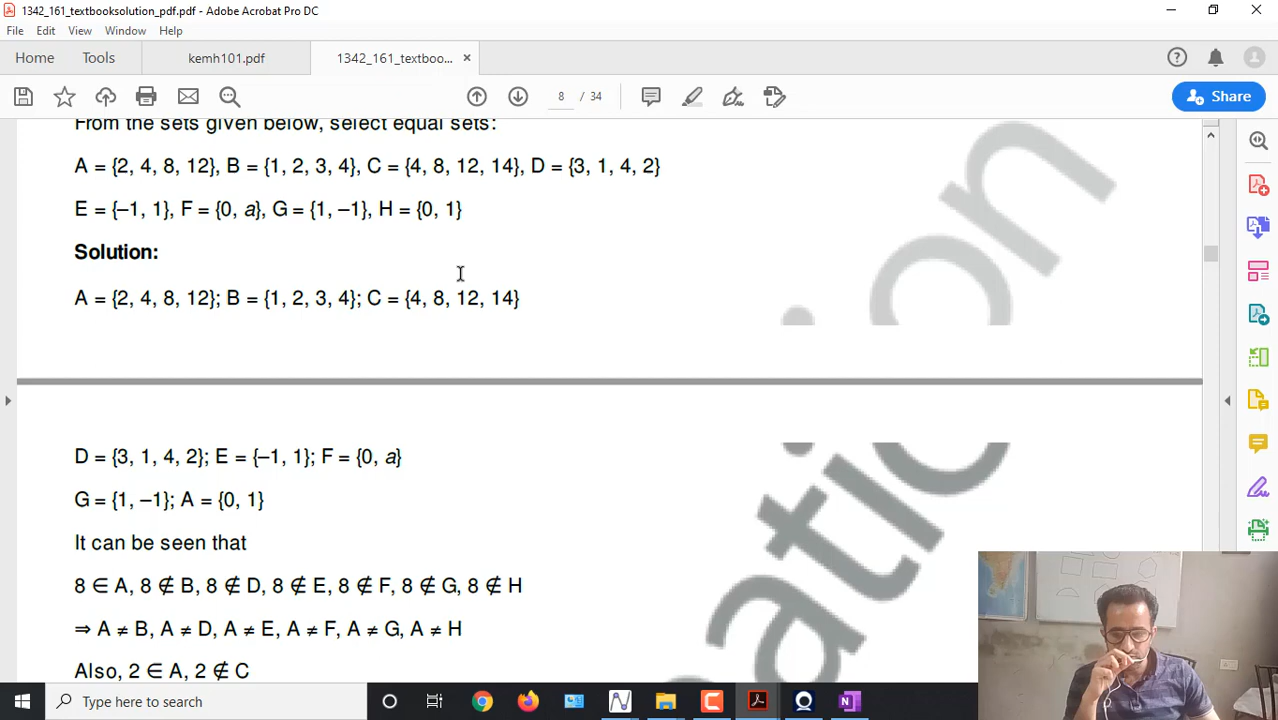 1342_161_textbooksolution_pdf.pdf - Adobe Acrobat Pro DC
File Edit View Window Help
Home Tools kemh101.pdf 1342_161_textboo... ×
8 / 34 Share
From the sets given below, select equal sets:
A = {2, 4, 8, 12}, B = {1, 2, 3, 4}, C = {4, 8, 12, 14}, D = {3, 1, 4, 2}
E = {–1, 1}, F = {0, a}, G = {1, –1}, H = {0, 1}
Solution:
A = {2, 4, 8, 12}; B = {1, 2, 3, 4}; C = {4, 8, 12, 14}
D = {3, 1, 4, 2}; E = {–1, 1}; F = {0, a}
G = {1, –1}; A = {0, 1}
It can be seen that
8 ∈ A, 8 ∉ B, 8 ∉ D, 8 ∉ E, 8 ∉ F, 8 ∉ G, 8 ∉ H
⇒ A ≠ B, A ≠ D, A ≠ E, A ≠ F, A ≠ G, A ≠ H
Also, 2 ∈ A, 2 ∉ C
Type here to search